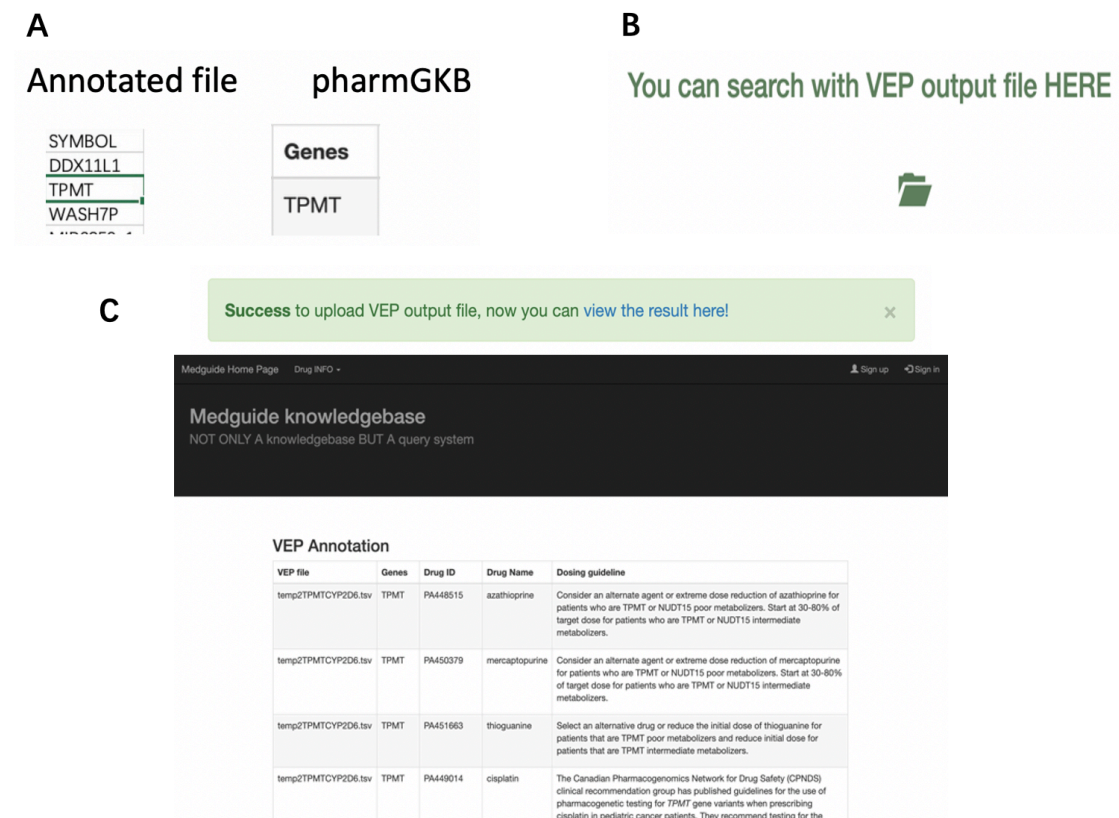 A
B
Annotated file pharmGKB
You can search with VEP output file HERE
SYMBOL
DDX11L1
TPMT
WASH7P
Genes
TPMT
C
Success to upload VEP output file, now you can view the result here! ×
Medguide Home Page Drug INFO Sign up Sign in
Medguide knowledgebase
NOT ONLY A knowledgebase BUT A query system
VEP Annotation
VEP file Genes Drug ID Drug Name Dosing guideline
temp2TPMTCYP2D6.tsv TPMT PA448515 azathioprine Consider an alternate agent or extreme dose reduction of azathioprine for
patients who are TPMT or NUDT15 poor metabolizers. Start at 30-80% of
target dose for patients who are TPMT or NUDT15 intermediate
metabolizers.
temp2TPMTCYP2D6.tsv TPMT PA450379 mercaptopurine Consider an alternate agent or extreme dose reduction of mercaptopurine
for patients who are TPMT or NUDT15 poor metabolizers. Start at 30-80%
of target dose for patients who are TPMT or NUDT15 intermediate
metabolizers.
temp2TPMTCYP2D6.tsv TPMT PA451663 thioguanine Select an alternative drug or reduce the initial dose of thioguanine for
patients that are TPMT poor metabolizers and reduce initial dose for
patients that are TPMT intermediate metabolizers.
temp2TPMTCYP2D6.tsv TPMT PA449014 cisplatin The Canadian Pharmacogenomics Network for Drug Safety (CPNDS)
clinical recommendation group has published guidelines for the use of
pharmacogenetic testing for TPMT gene variants when prescribing
cisplatin in pediatric cancer patients. They recommend testing for the